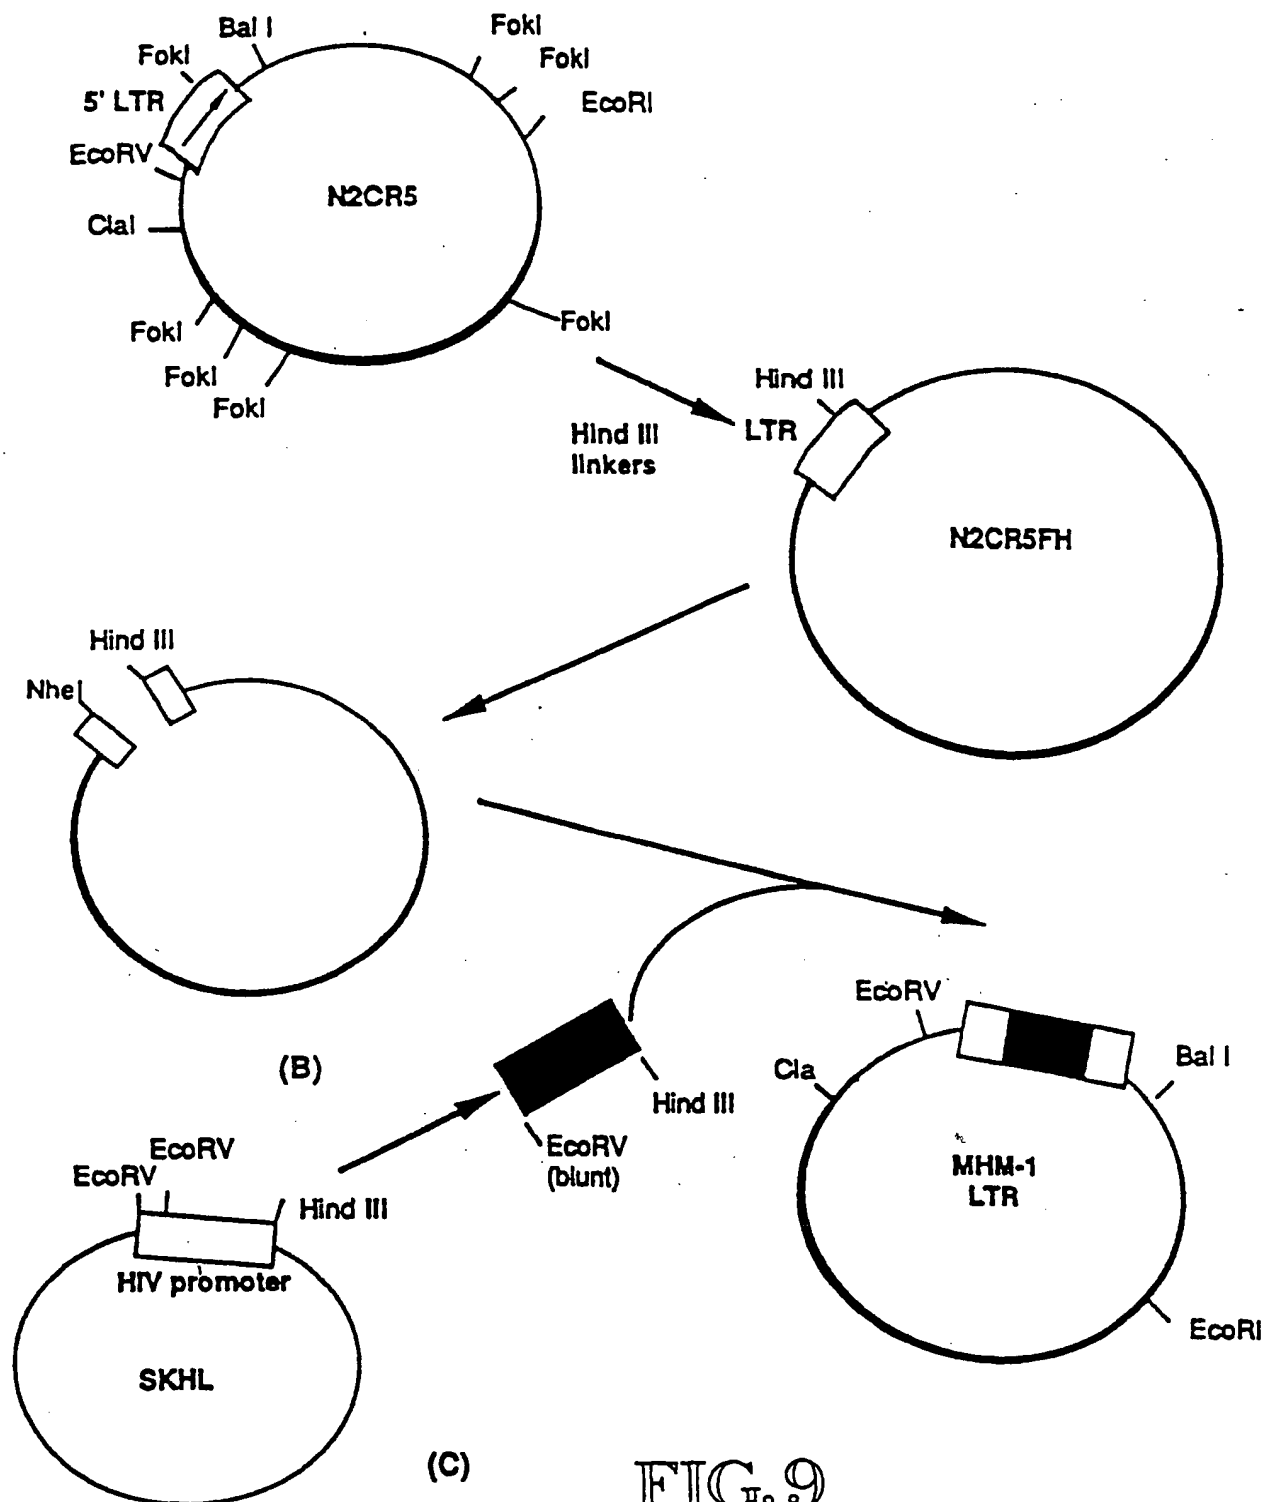 Bal I
FokI
FokI
FokI
5' LTR
EcoRI
EcoRV
N2CR5
ClaI
FokI
FokI
FokI
FokI
Hind III
LTR
Hind III
linkers
N2CR5FH
Hind III
NheI
EcoRV
Bal I
(B)
Cla
Hind III
EcoRV
(blunt)
EcoRV
EcoRV
Hind III
MHM-1
LTR
HIV promoter
EcoRI
SKHL
(C)
FIG. 9